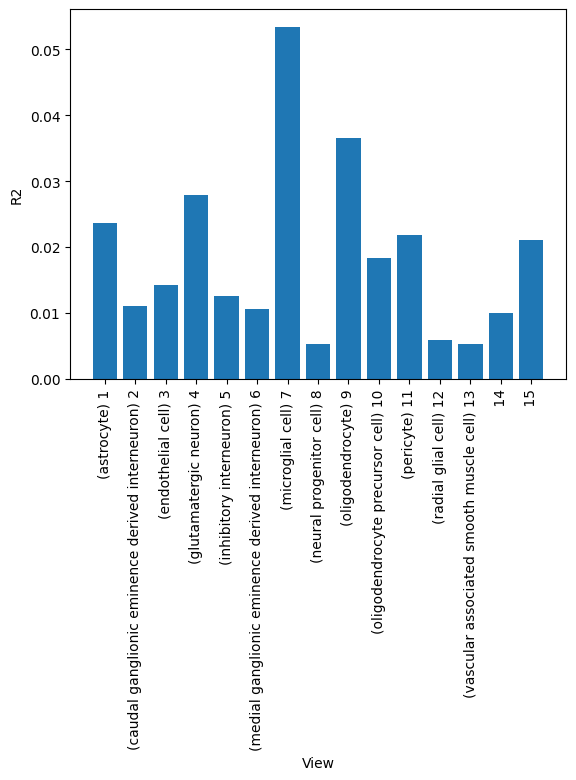 0.05
0.04
0.03
0.02
0.01
0.00
R2
(astrocyte) 1
(caudal ganglionic eminence derived interneuron) 2
(endothelial cell) 3
(glutamatergic neuron) 4
(inhibitory interneuron) 5
(medial ganglionic eminence derived interneuron) 6
(microglial cell) 7
(neural progenitor cell) 8
(oligodendrocyte) 9
(oligodendrocyte precursor cell) 10
(pericyte) 11
(radial glial cell) 12
(vascular associated smooth muscle cell) 13
14
15
View